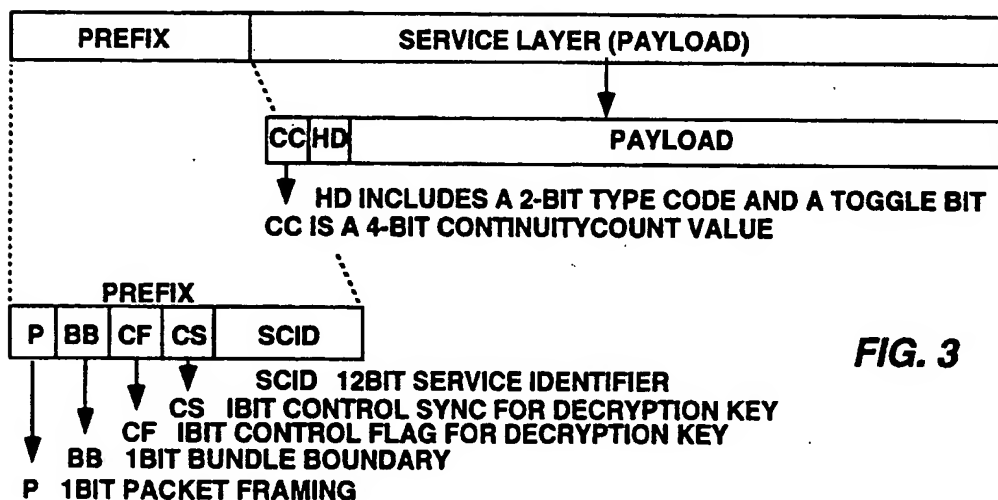 PREFIX SERVICE LAYER (PAYLOAD)
CC HD PAYLOAD
HD INCLUDES A 2-BIT TYPE CODE AND A TOGGLE BIT
CC IS A 4-BIT CONTINUITYCOUNT VALUE
PREFIX
P BB CF CS SCID
FIG. 3
SCID 12BIT SERVICE IDENTIFIER
CS IBIT CONTROL SYNC FOR DECRYPTION KEY
CF IBIT CONTROL FLAG FOR DECRYPTION KEY
BB 1BIT BUNDLE BOUNDARY
P 1BIT PACKET FRAMING